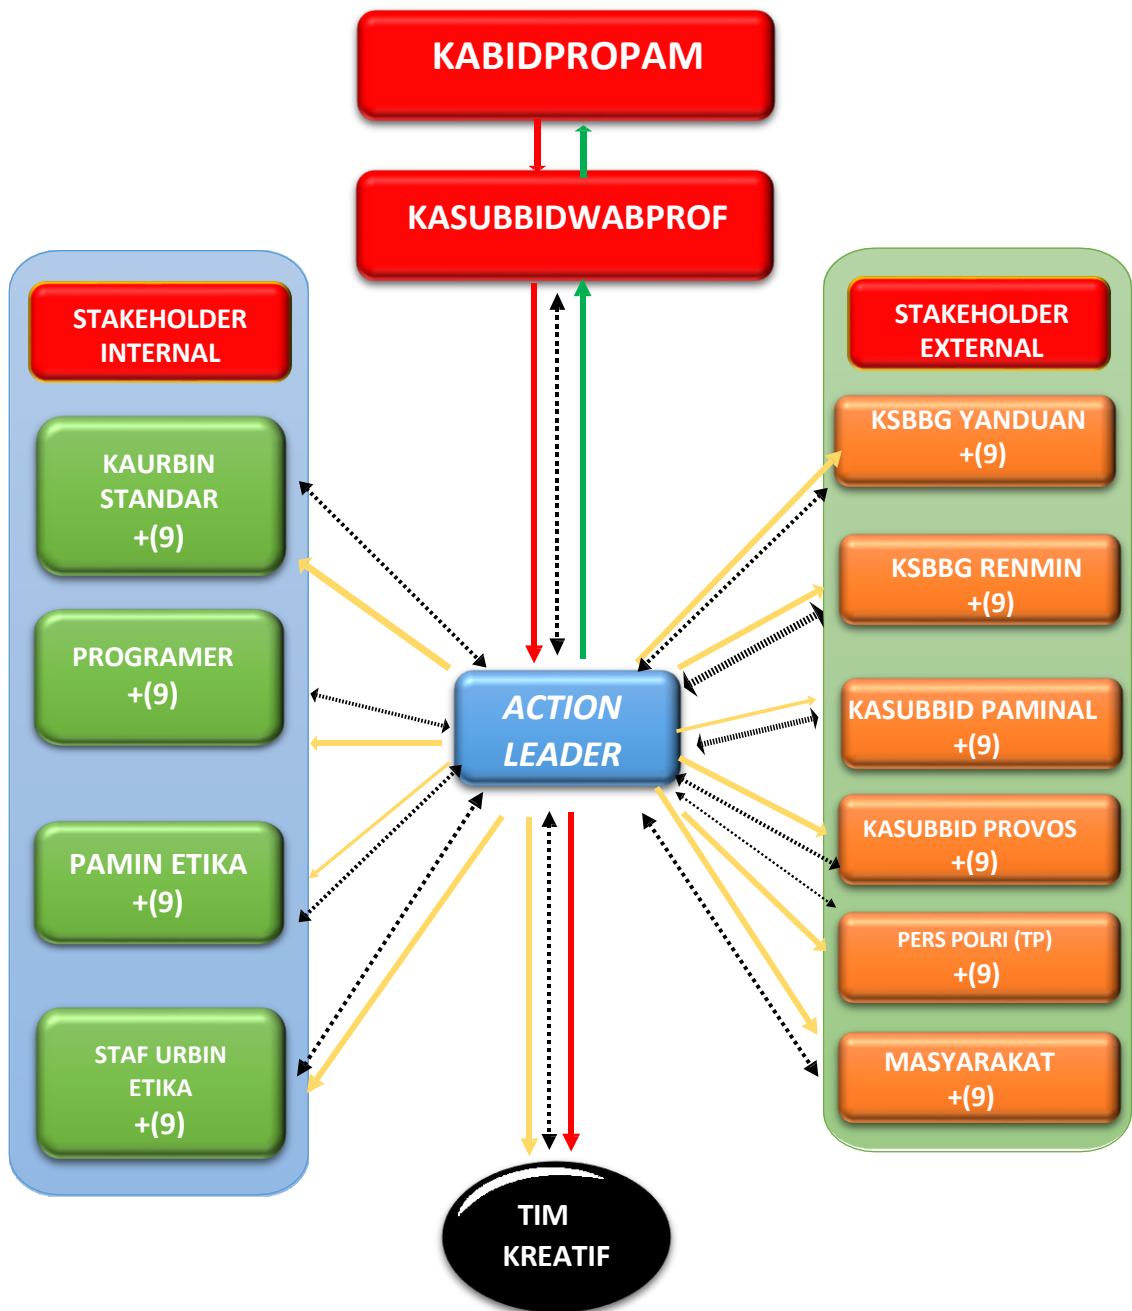 KABIDPROPAM
KASUBBIDWABPROF
STAKEHOLDER
INTERNAL
KAURBIN
STANDAR
+(9)
PROGRAMER
+(9)
PAMIN ETIKA
+(9)
STAF URBIN
ETIKA
+(9)
ACTION
LEADER
TIM
KREATIF
STAKEHOLDER
EXTERNAL
KSBBG YANDUAN
+(9)
KSBBG RENMIN
+(9)
KASUBBID PAMINAL
+(9)
KASUBBID PROVOS
+(9)
PERS POLRI (TP)
+(9)
MASYARAKAT
+(9)